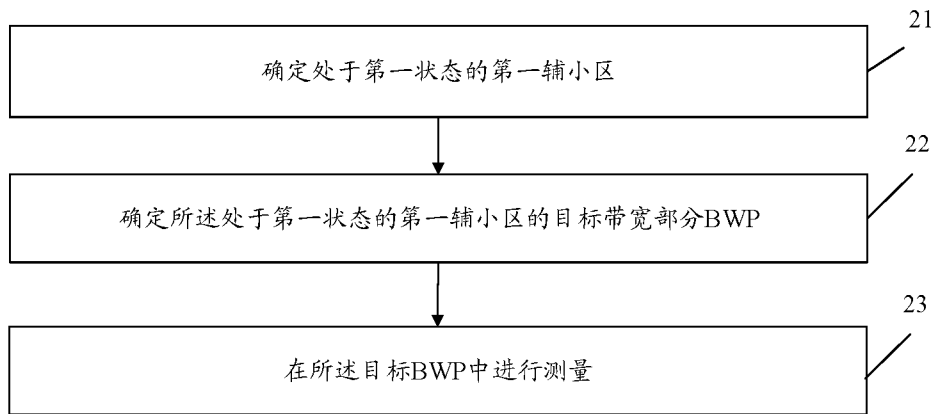 21
确定处于第一状态的第一辅小区
22
确定所述处于第一状态的第一辅小区的目标带宽部分BWP
23
在所述目标BWP中进行测量